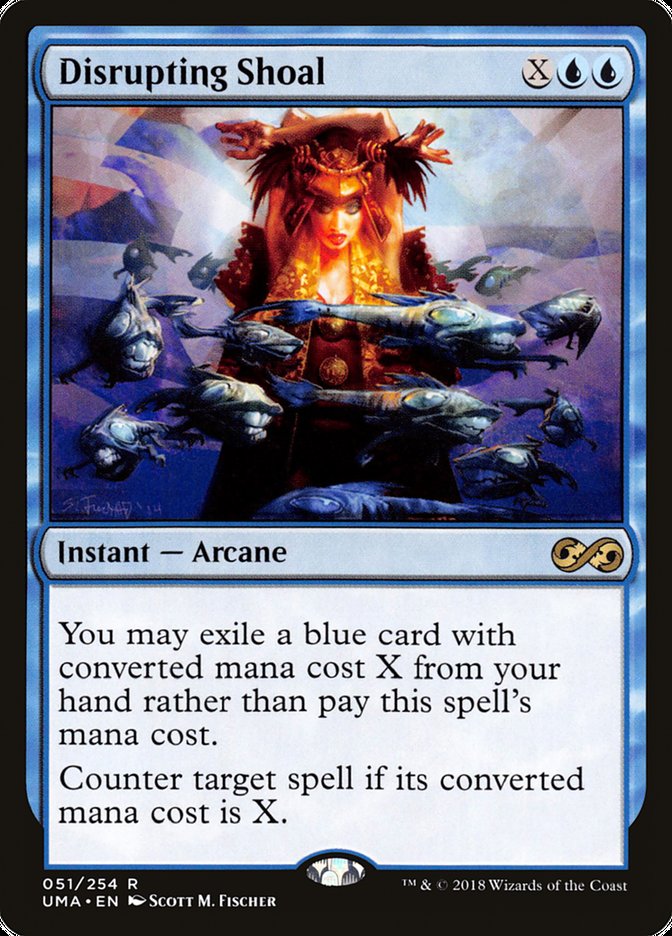 Disrupting Shoal X
Instant — Arcane
You may exile a blue card with
converted mana cost X from your
hand rather than pay this spell's
mana cost.
Counter target spell if its converted
mana cost is X.
051/254 R
UMA • EN Scott M. Fischer
™ & © 2018 Wizards of the Coast